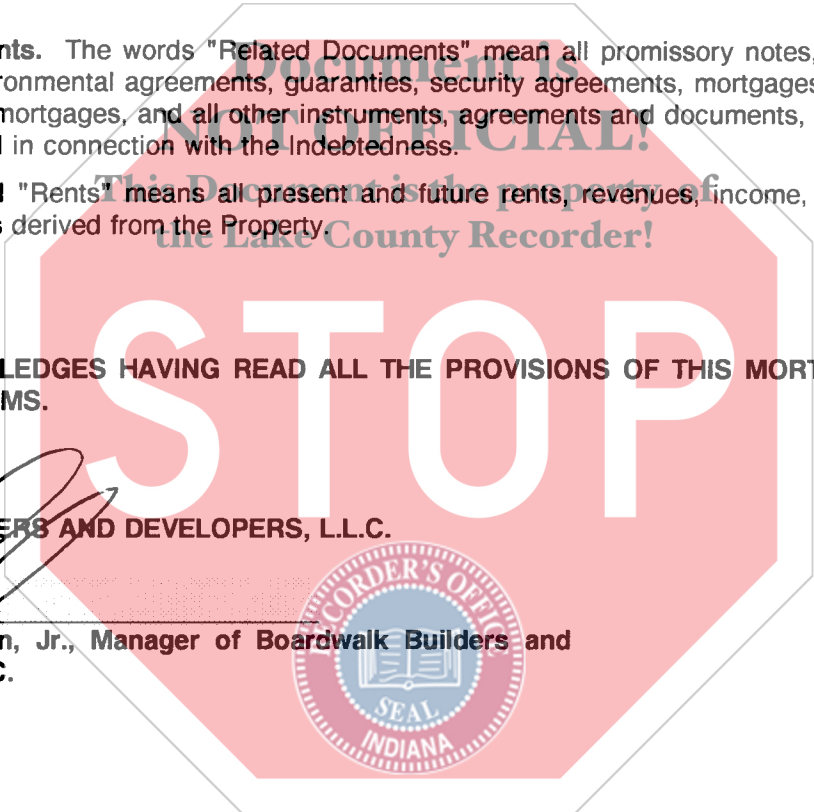 nts. The words "Related Documents" mean all promissory notes,
Document is
ronmental agreements, guaranties, security agreements, mortgages
mortgages, and all other instruments, agreements and documents,
NOT OFFICIAL!
d in connection with the Indebtedness.
"Rents" means all present and future rents, revenues, income,
This Document is the property of
s derived from the Property.
the Lake County Recorder!
STOP
LEDGES HAVING READ ALL THE PROVISIONS OF THIS MORT
MS.
ERS AND DEVELOPERS, L.L.C.
n, Jr., Manager of Boardwalk Builders and
C.
RECORDER'S OFFICE
SEAL
INDIANA